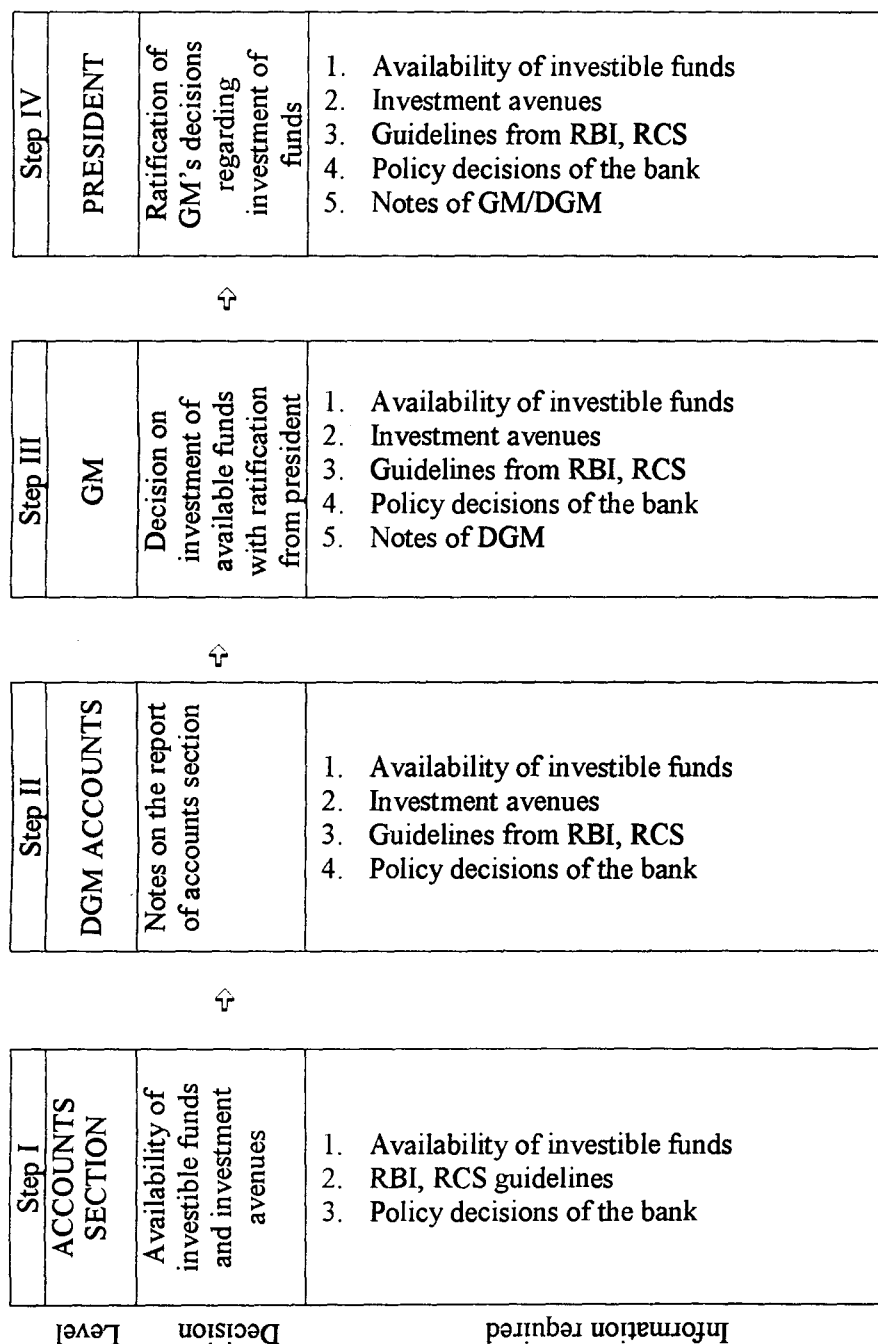 Level
Decision
Information required
Step I
ACCOUNTS
SECTION
Availability of
investible funds
and investment
avenues
1. Availability of investible funds
2. RBI, RCS guidelines
3. Policy decisions of the bank
Step II
DGM ACCOUNTS
Notes on the report
of accounts section
1. Availability of investible funds
2. Investment avenues
3. Guidelines from RBI, RCS
4. Policy decisions of the bank
Step III
GM
Decision on
investment of
available funds
with ratification
from president
1. Availability of investible funds
2. Investment avenues
3. Guidelines from RBI, RCS
4. Policy decisions of the bank
5. Notes of DGM
Step IV
PRESIDENT
Ratification of
GM's decisions
regarding
investment of
funds
1. Availability of investible funds
2. Investment avenues
3. Guidelines from RBI, RCS
4. Policy decisions of the bank
5. Notes of GM/DGM